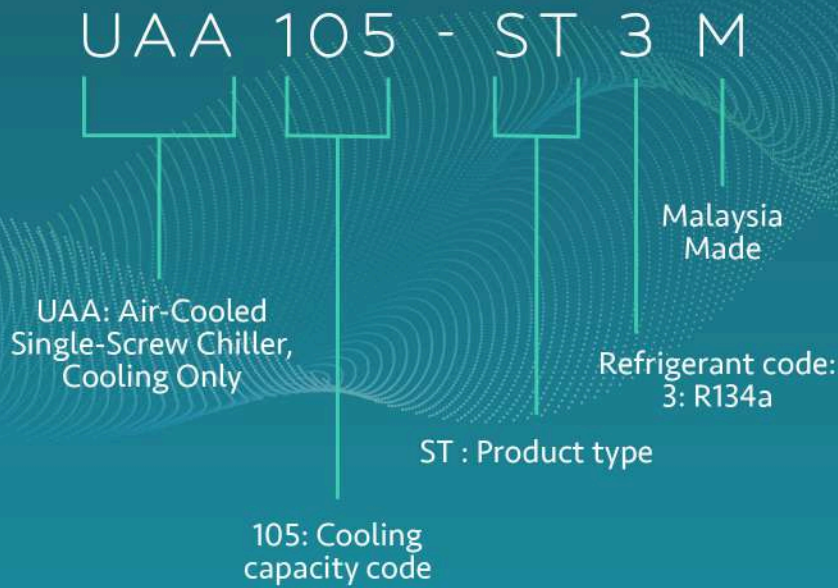 UAA 105 - ST 3 M
Malaysia
Made
UAA: Air-Cooled
Single-Screw Chiller,
Cooling Only
Refrigerant code:
3: R134a
ST : Product type
105: Cooling
capacity code